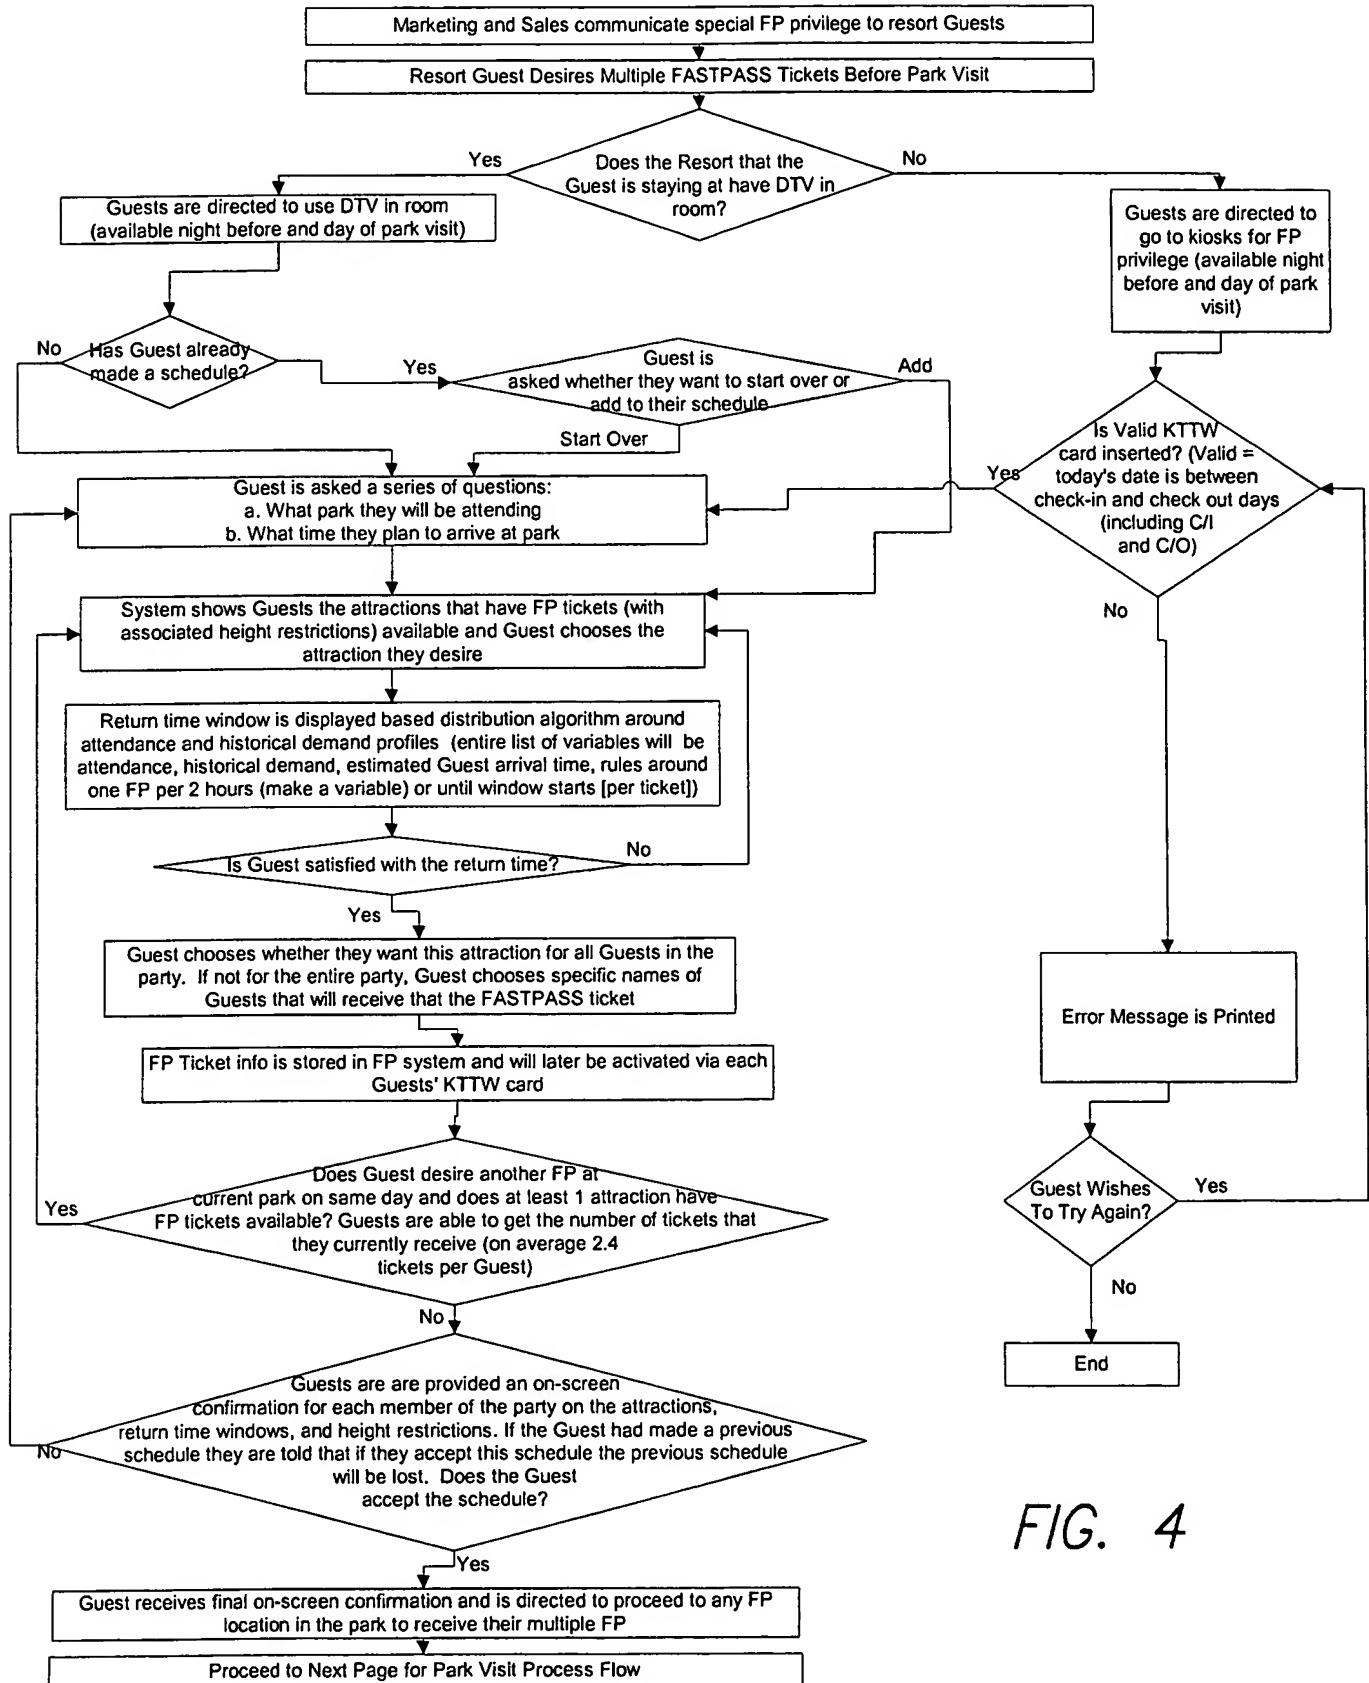 Marketing and Sales communicate special FP privilege to resort Guests
Resort Guest Desires Multiple FASTPASS Tickets Before Park Visit
Yes
Does the Resort that the
Guest is staying at have DTV in
room?
No
Guests are directed to use DTV in room
(available night before and day of park visit)
Guests are directed to
go to kiosks for FP
privilege (available night
before and day of park
visit)
No
Has Guest already
made a schedule?
Yes
Guest is
asked whether they want to start over or
add to their schedule
Add
Start Over
Is Valid KTTW
card inserted? (Valid =
today's date is between
check-in and check out days
(including C/I
and C/O)
Yes
No
Guest is asked a series of questions:
a. What park they will be attending
b. What time they plan to arrive at park
System shows Guests the attractions that have FP tickets (with
associated height restrictions) available and Guest chooses the
attraction they desire
Return time window is displayed based distribution algorithm around
attendance and historical demand profiles (entire list of variables will be
attendance, historical demand, estimated Guest arrival time, rules around
one FP per 2 hours (make a variable) or until window starts [per ticket])
Is Guest satisfied with the return time?
No
Yes
Guest chooses whether they want this attraction for all Guests in the
party. If not for the entire party, Guest chooses specific names of
Guests that will receive that the FASTPASS ticket
Error Message is Printed
FP Ticket info is stored in FP system and will later be activated via each
Guests' KTTW card
Does Guest desire another FP at
current park on same day and does at least 1 attraction have
FP tickets available? Guests are able to get the number of tickets that
they currently receive (on average 2.4
tickets per Guest)
Yes
No
Guest Wishes
To Try Again?
Yes
No
End
Guests are are provided an on-screen
confirmation for each member of the party on the attractions,
return time windows, and height restrictions. If the Guest had made a previous
schedule they are told that if they accept this schedule the previous schedule
will be lost. Does the Guest
accept the schedule?
No
Yes
Guest receives final on-screen confirmation and is directed to proceed to any FP
location in the park to receive their multiple FP
Proceed to Next Page for Park Visit Process Flow
FIG. 4